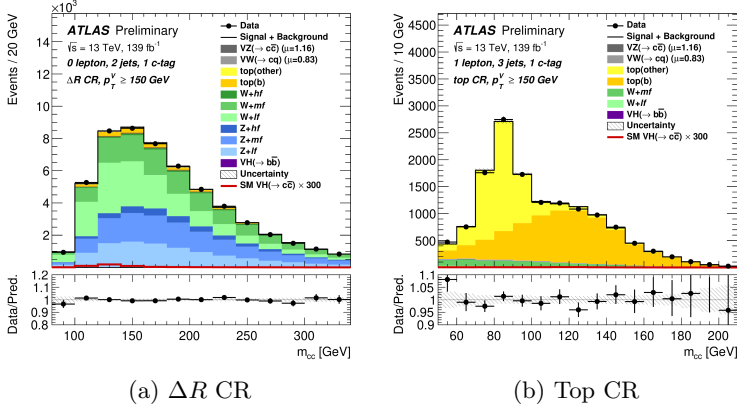 Events / 20 GeV
×10³
14
12
10
8
6
4
2
ATLAS Preliminary
√s = 13 TeV, 139 fb⁻¹
0 lepton, 2 jets, 1 c-tag
ΔR CR, p_T^V ≥ 150 GeV
Data
Signal + Background
VZ(→ cc̄) (μ=1.16)
VW(→ cq) (μ=0.83)
top(other)
top(b)
W+hf
W+mf
W+lf
Z+hf
Z+mf
Z+lf
VH(→ bb̄)
Uncertainty
SM VH(→ cc̄) × 300
Data/Pred.
1.2
1.1
1.0
0.9
0.8
100 150 200 250 300
m_cc [GeV]
(a) ΔR CR
Events / 10 GeV
4500
4000
3500
3000
2500
2000
1500
1000
500
ATLAS Preliminary
√s = 13 TeV, 139 fb⁻¹
1 lepton, 3 jets, 1 c-tag
top CR, p_T^V ≥ 150 GeV
Data
Signal + Background
VZ(→ cc̄) (μ=1.16)
VW(→ cq) (μ=0.83)
top(other)
top(b)
W+mf
W+lf
VH(→ bb̄)
Uncertainty
SM VH(→ cc̄) × 300
Data/Pred.
1.1
1.05
1.0
0.95
0.9
60 80 100 120 140 160 180 200
m_cc [GeV]
(b) Top CR